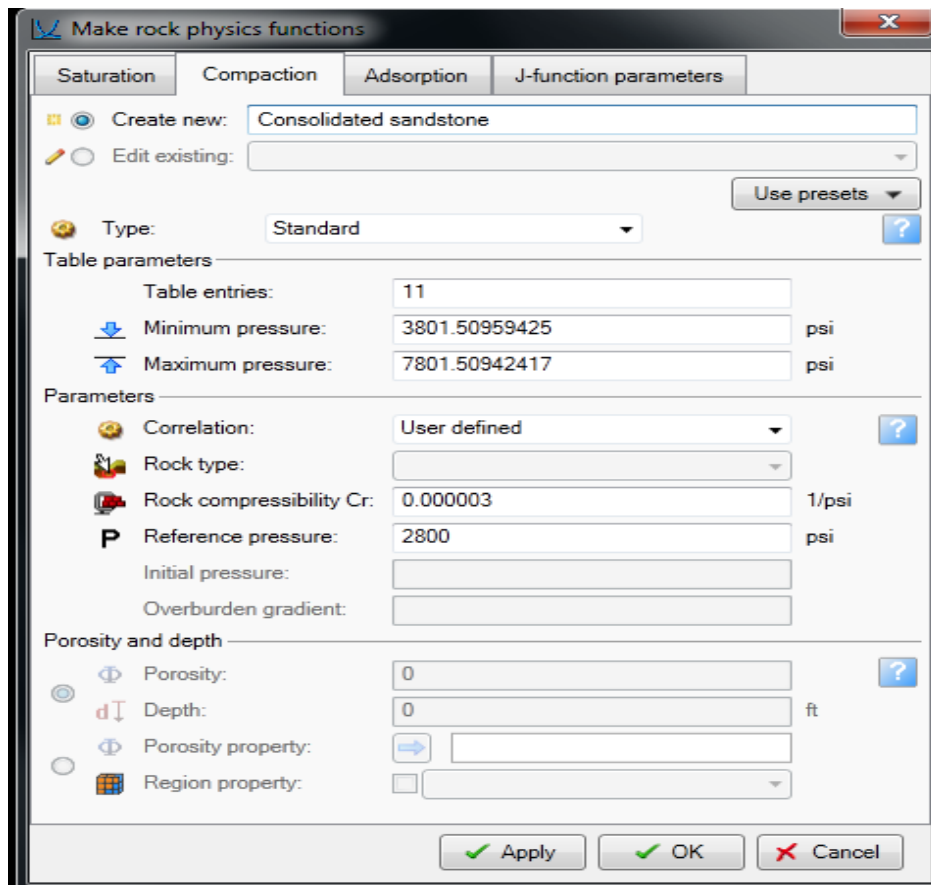 Make rock physics functions
Saturation Compaction Adsorption J-function parameters
Create new: Consolidated sandstone
Edit existing:
Use presets
Type: Standard ?
Table parameters
Table entries: 11
Minimum pressure: 3801.50959425 psi
Maximum pressure: 7801.50942417 psi
Parameters
Correlation: User defined ?
Rock type:
Rock compressibility Cr: 0.000003 1/psi
P Reference pressure: 2800 psi
Initial pressure:
Overburden gradient:
Porosity and depth
Φ Porosity: 0 ?
d Depth: 0 ft
Φ Porosity property:
Region property:
Apply OK Cancel